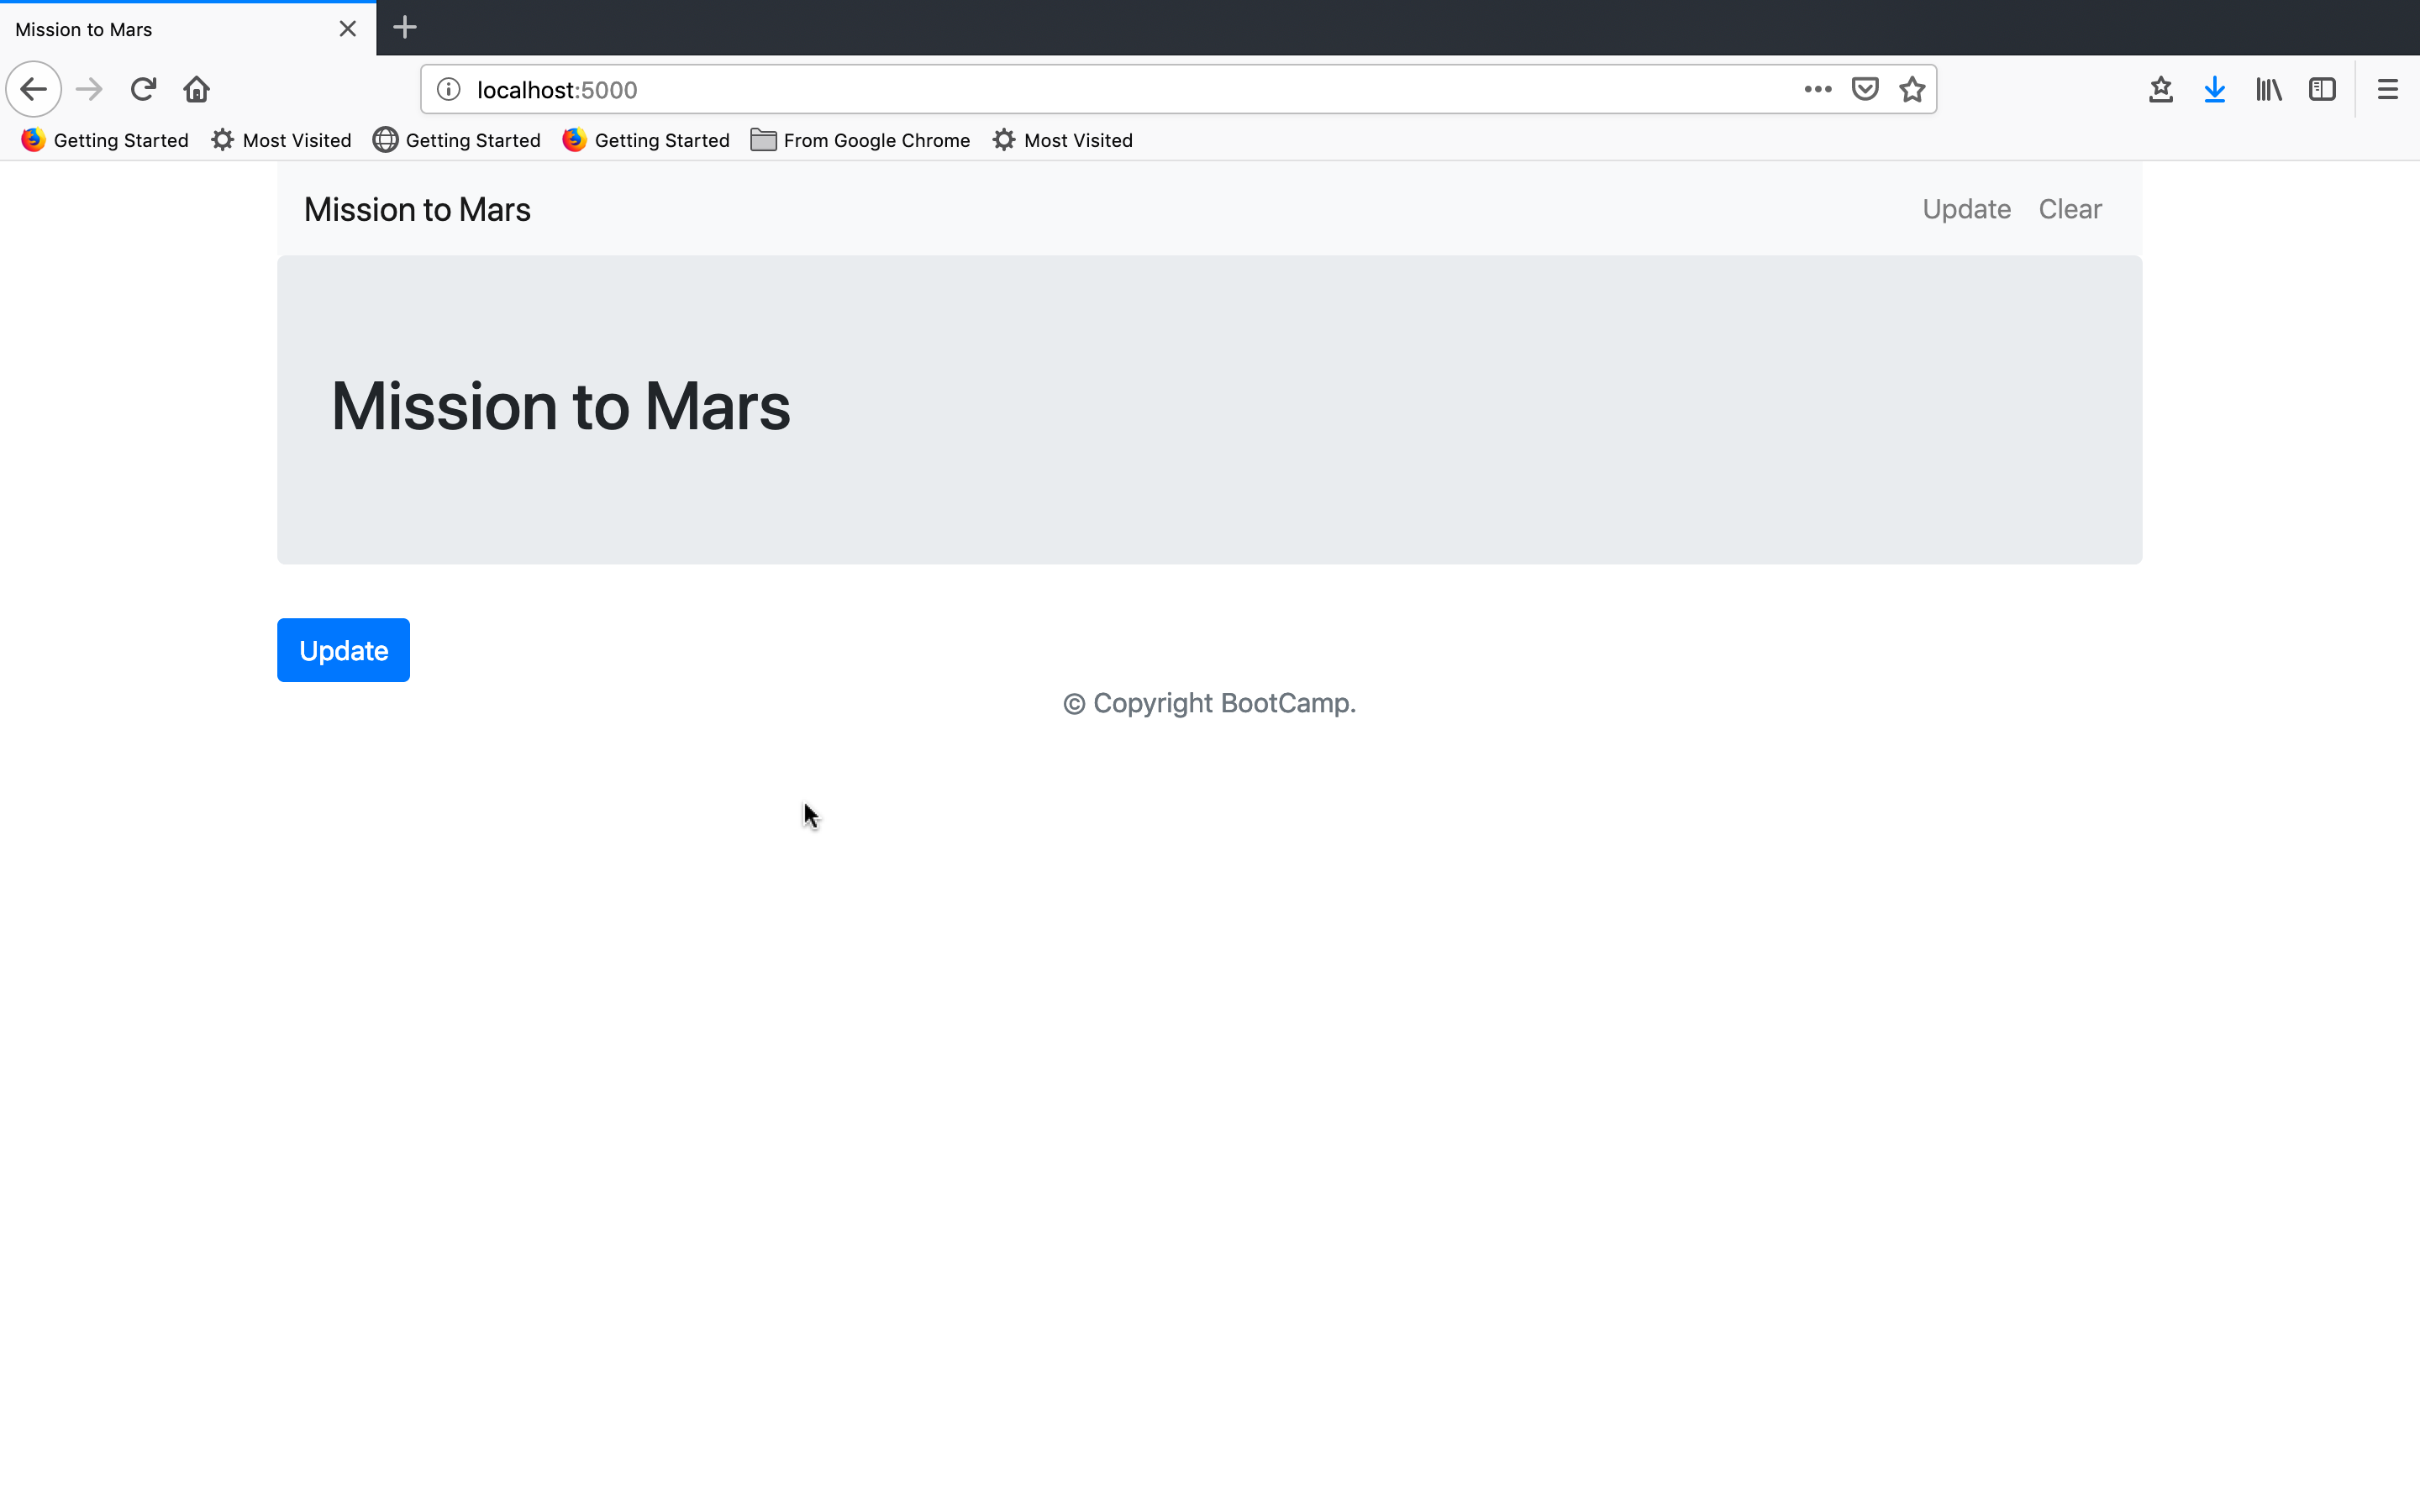 Mission to Mars
localhost:5000
Getting Started Most Visited Getting Started Getting Started From Google Chrome Most Visited
Mission to Mars Update Clear
Mission to Mars
Update
© Copyright BootCamp.